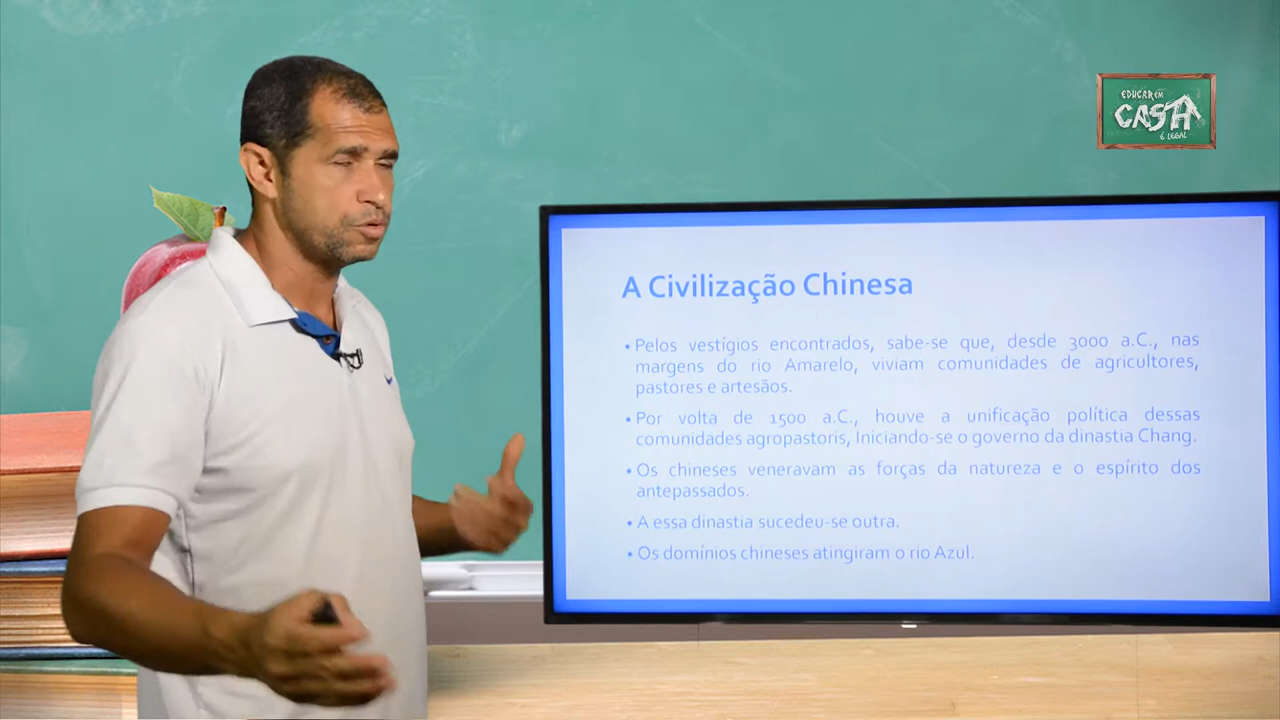 EDUCAR EM
CASA
É LEGAL
A Civilização Chinesa
• Pelos vestígios encontrados, sabe-se que, desde 3000 a.C., nas
margens do rio Amarelo, viviam comunidades de agricultores,
pastores e artesãos.
• Por volta de 1500 a.C., houve a unificação política dessas
comunidades agropastoris, Iniciando-se o governo da dinastia Chang.
• Os chineses veneravam as forças da natureza e o espírito dos
antepassados.
• A essa dinastia sucedeu-se outra.
• Os domínios chineses atingiram o rio Azul.